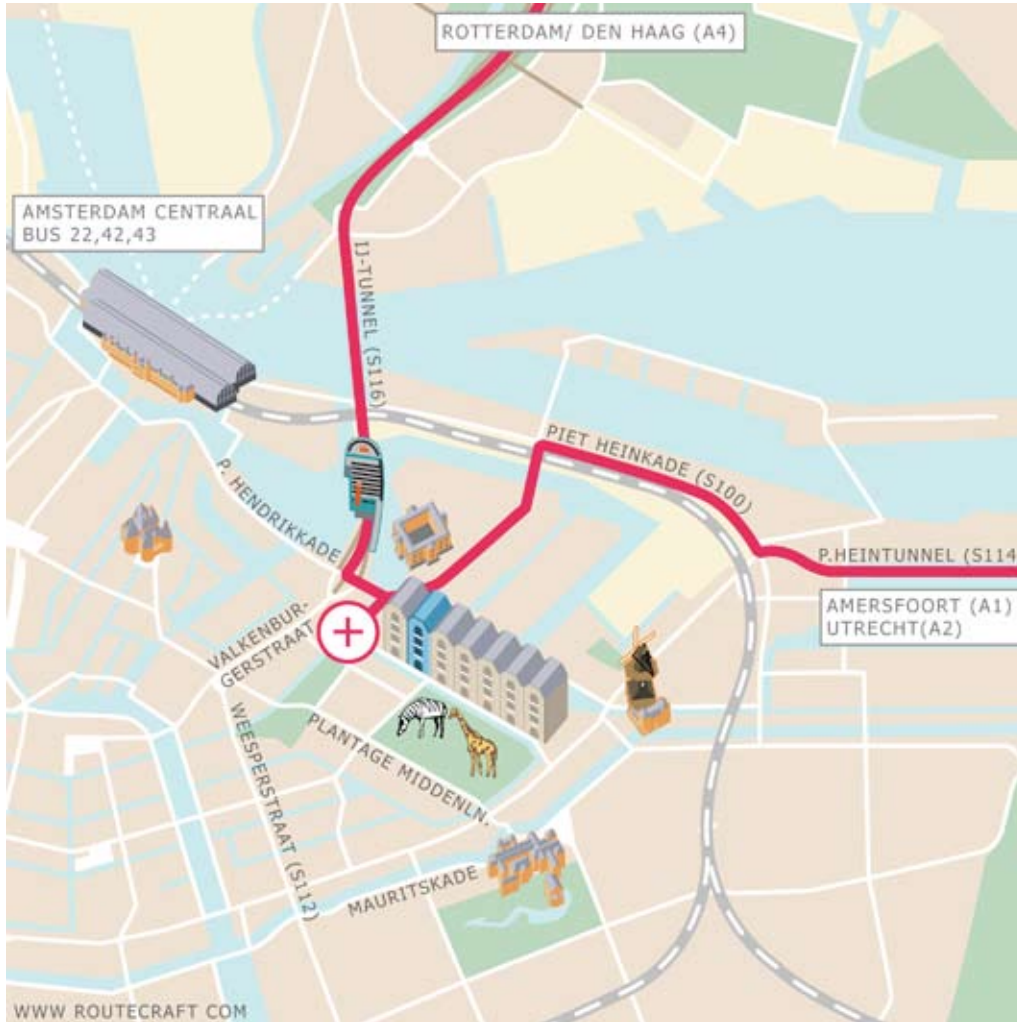 ROTTERDAM/ DEN HAAG (A4)
AMSTERDAM CENTRAAL
BUS 22,42,43
IJ-TUNNEL (S116)
PIET HEINKADE (S100)
P. HENDRIKKADE
P.HEINTUNNEL (S114
AMERSFOORT (A1)
UTRECHT(A2)
VALKENBUR-
GERSTRAAT
WEESPERSTRAAT (S112)
PLANTAGE MIDDENLN.
MAURITSKADE
WWW ROUTECRAFT COM